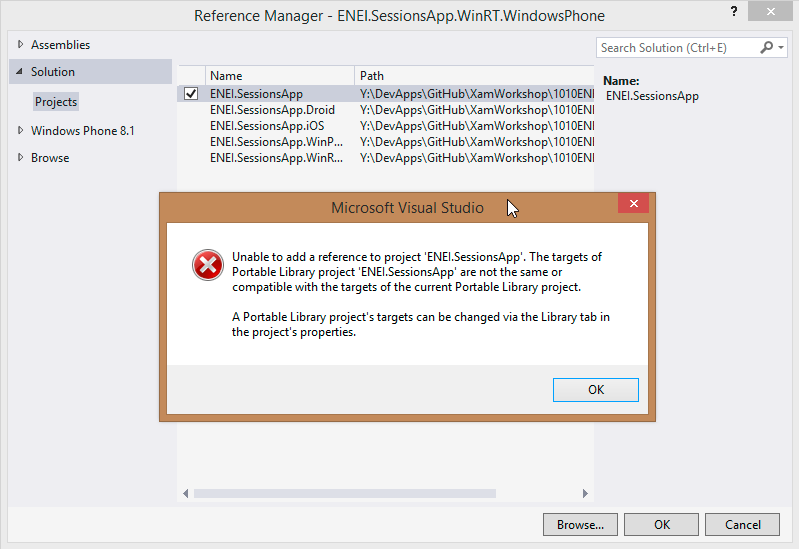 Reference Manager - ENEI.SessionsApp.WinRT.WindowsPhone
?
Assemblies
Solution
Projects
Windows Phone 8.1
Browse
Name Path
ENEI.SessionsApp Y:\DevApps\GitHub\XamWorkshop\1010ENE
ENEI.SessionsApp.Droid Y:\DevApps\GitHub\XamWorkshop\1010ENE
ENEI.SessionsApp.iOS Y:\DevApps\GitHub\XamWorkshop\1010ENE
ENEI.SessionsApp.WinP... Y:\DevApps\GitHub\XamWorkshop\1010ENE
ENEI.SessionsApp.WinR... Y:\DevApps\GitHub\XamWorkshop\1010ENE
Search Solution (Ctrl+E)
Name:
ENEI.SessionsApp
Microsoft Visual Studio
Unable to add a reference to project 'ENEI.SessionsApp'. The targets of
Portable Library project 'ENEI.SessionsApp' are not the same or
compatible with the targets of the current Portable Library project.
A Portable Library project's targets can be changed via the Library tab in
the project's properties.
OK
Browse... OK Cancel